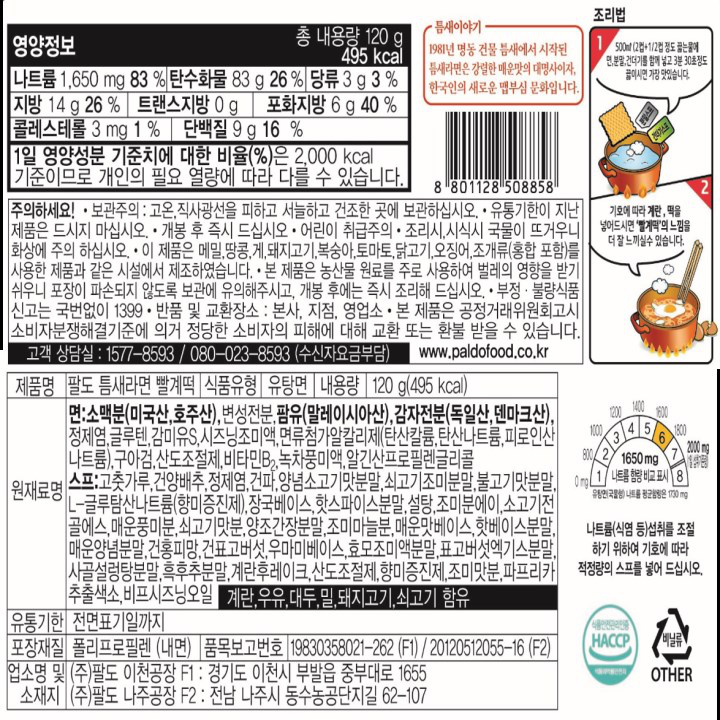 영양정보
총 내용량 120 g
495 kcal
나트륨 1,650 mg 83 % 탄수화물 83 g 26 % 당류 3 g 3 %
지방 14 g 26 % 트랜스지방 0 g 포화지방 6 g 40 %
콜레스테롤 3 mg 1 % 단백질 9 g 16 %
1일 영양성분 기준치에 대한 비율(%)은 2,000 kcal
기준이므로 개인의 필요 열량에 따라 다를 수 있습니다.
틈새이야기
1981년 명동 건물 틈새에서 시작된
틈새라면은 강렬한 매운맛의 대명사이자,
한국인의 새로운 맵부심 문화입니다.
8 801128 508858
조리법
1
500㎖(2컵+1/2컵) 정도 끓는물에
면,분말,건더기를 함께 넣고 3분 30초정도
끓이시면 가장 맛있습니다.
분말스프
건더기스프
2
기호에 따라 계란, 떡을
넣어드시면 '빨계떡'의 느낌을
더 잘 느끼실수 있습니다.
주의하세요! • 보관주의 : 고온,직사광선을 피하고 서늘하고 건조한 곳에 보관하십시오. • 유통기한이 지난
제품은 드시지 마십시오. • 개봉 후 즉시 드십시오 • 어린이 취급주의 • 조리시,시식시 국물이 뜨거우니
화상에 주의 하십시오. • 이 제품은 메밀,땅콩,게,돼지고기,복숭아,토마토,닭고기,오징어,조개류(홍합 포함)를
사용한 제품과 같은 시설에서 제조하였습니다. • 본 제품은 농산물 원료를 주로 사용하여 벌레의 영향을 받기
쉬우니 포장이 파손되지 않도록 보관에 유의해주시고, 개봉 후에는 즉시 조리해 드십시오. • 부정 · 불량식품
신고는 국번없이 1399 • 반품 및 교환장소 : 본사, 지점, 영업소 • 본 제품은 공정거래위원회고시
소비자분쟁해결기준에 의거 정당한 소비자의 피해에 대해 교환 또는 환불 받을 수 있습니다.
고객 상담실 : 1577-8593 / 080-023-8593 (수신자요금부담)
www.paldofood.co.kr
제품명 팔도 틈새라면 빨계떡 식품유형 유탕면 내용량 120 g(495 kcal)
원재료명
면:소맥분(미국산,호주산),변성전분,팜유(말레이시아산),감자전분(독일산,덴마크산),
정제염,글루텐,감미유S,시즈닝조미액,면류첨가알칼리제(탄산칼륨,탄산나트륨,피로인산
나트륨),구아검,산도조절제,비타민B2,녹차풍미액,알긴산프로필렌글리콜
스프:고춧가루,건양배추,정제염,건파,양념소고기맛분말,쇠고기조미분말,불고기맛분말,
L-글루탐산나트륨(향미증진제),장국베이스,핫스파이스분말,설탕,조미분에이,소고기전
골에스,매운풍미분,쇠고기맛분,양조간장분말,조미마늘분,매운맛베이스,핫베이스분말,
매운양념분말,건홍피망,건표고버섯,우마미베이스,효모조미액분말,표고버섯엑기스분말,
사골설렁탕분말,흑후추분말,계란후레이크,산도조절제,향미증진제,조미맛분,파프리카
추출색소,비프시즈닝오일
계란,우유,대두,밀,돼지고기,쇠고기 함유
유통기한 전면표기일까지
포장재질 폴리프로필렌 (내면) 품목보고번호 19830358021-262 (F1) / 20120512055-16 (F2)
업소명 및 (주)팔도 이천공장 F1 : 경기도 이천시 부발읍 중부대로 1655
소재지 (주)팔도 나주공장 F2 : 전남 나주시 동수농공단지길 62-107
0 mg 800 1000 1200 1400 1600 1800 2000 mg
1 2 3 4 5 6 7 8
1650 mg
나트륨 함량 비교 표시
유탕면(국물형) 나트륨 평균함량은 1730 mg
나트륨(식염 등)섭취를 조절
하기 위하여 기호에 따라
적정량의 스프를 넣어 드십시오.
HACCP
비닐류
OTHER